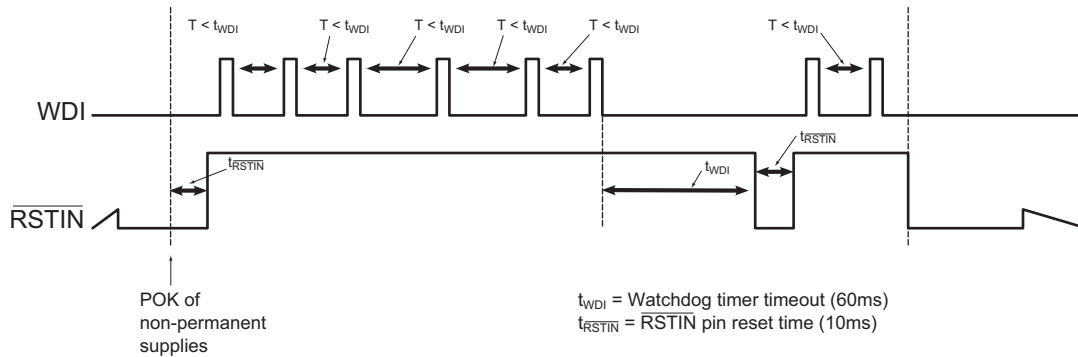 T < tWDI T < tWDI T < tWDI T < tWDI T < tWDI T < tWDI
WDI
tRSTIN
tRSTIN
tWDI
RSTIN
POK of
non-permanent
supplies
tWDI = Watchdog timer timeout (60ms)
tRSTIN = RSTIN pin reset time (10ms)